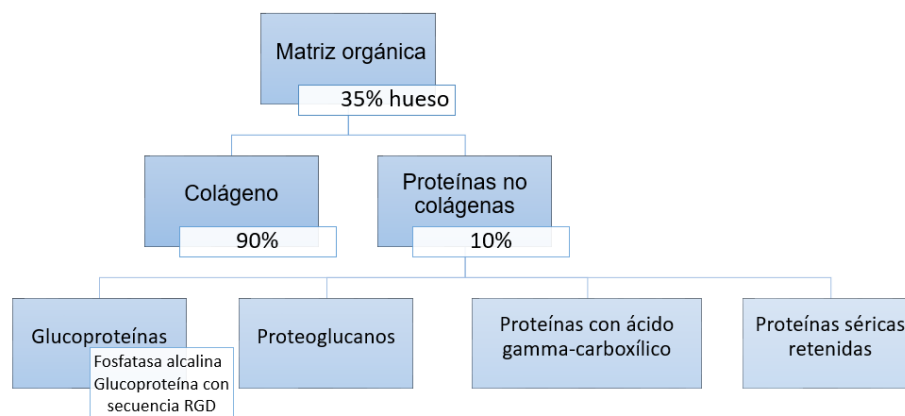 Matriz orgánica
35% hueso
Colágeno
90%
Proteínas no
colágenas
10%
Glucoproteínas
Fosfatasa alcalina
Glucoproteína con
secuencia RGD
Proteoglucanos
Proteínas con ácido
gamma-carboxílico
Proteínas séricas
retenidas